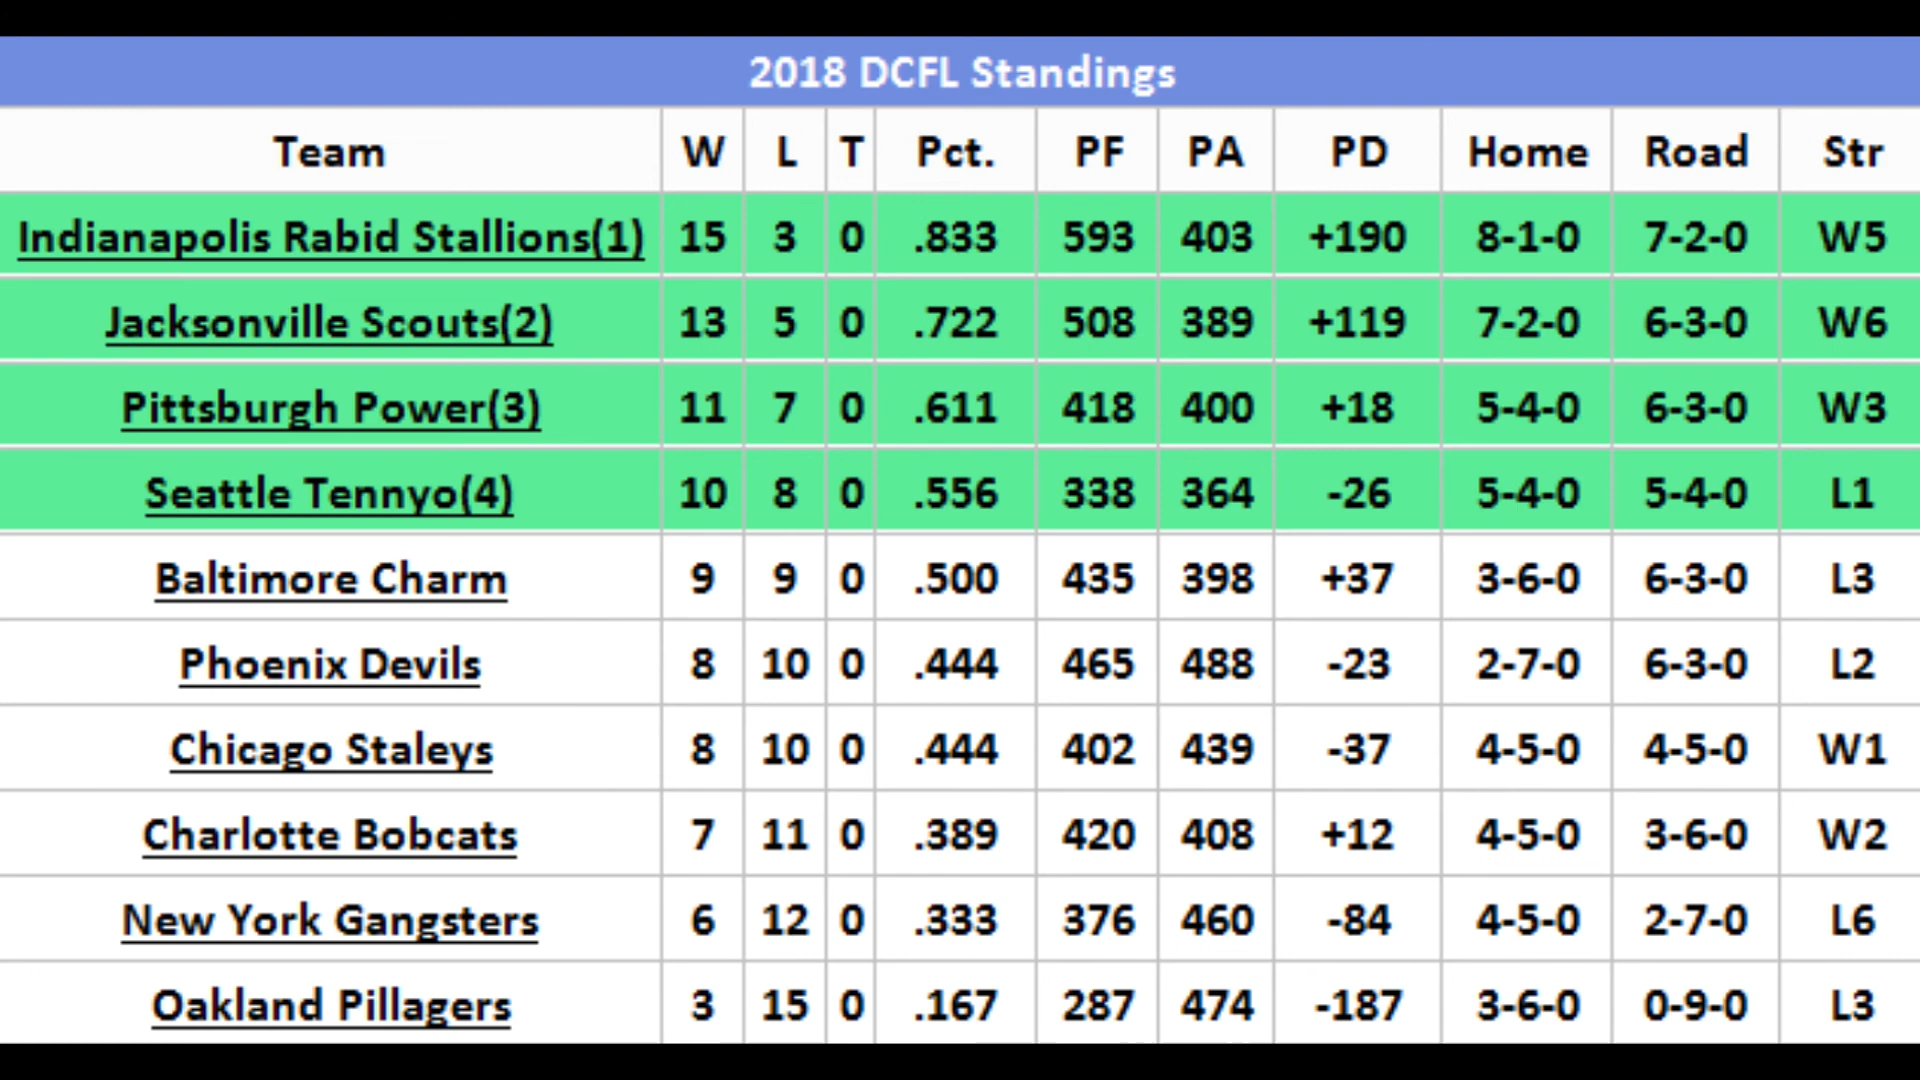 2018 DCFL Standings
Team W L T Pct. PF PA PD Home Road Str
Indianapolis Rabid Stallions(1) 15 3 0 .833 593 403 +190 8-1-0 7-2-0 W5
Jacksonville Scouts(2) 13 5 0 .722 508 389 +119 7-2-0 6-3-0 W6
Pittsburgh Power(3) 11 7 0 .611 418 400 +18 5-4-0 6-3-0 W3
Seattle Tennyo(4) 10 8 0 .556 338 364 -26 5-4-0 5-4-0 L1
Baltimore Charm 9 9 0 .500 435 398 +37 3-6-0 6-3-0 L3
Phoenix Devils 8 10 0 .444 465 488 -23 2-7-0 6-3-0 L2
Chicago Staleys 8 10 0 .444 402 439 -37 4-5-0 4-5-0 W1
Charlotte Bobcats 7 11 0 .389 420 408 +12 4-5-0 3-6-0 W2
New York Gangsters 6 12 0 .333 376 460 -84 4-5-0 2-7-0 L6
Oakland Pillagers 3 15 0 .167 287 474 -187 3-6-0 0-9-0 L3